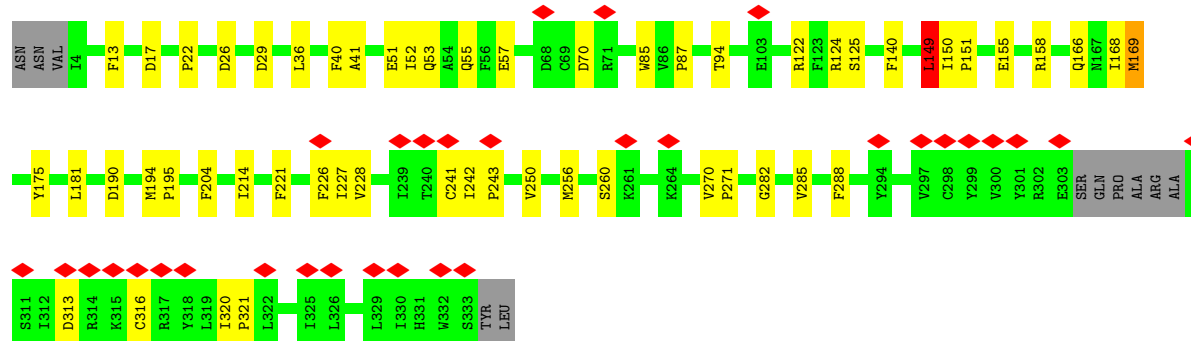 ASN ASN VAL I4 F13 D17 P22 D26 D29 L36 F40 A41 E51 I52 Q53 A54 Q55 F56 E57 D68 C69 D70 R71 W85 V86 P87 T94 E103 R122 F123 R124 S125 F140 L149 I150 P151 E155 R158 Q166 N167 I168 M169
Y175 L181 D190 M194 P195 F204 I214 F221 F226 I227 V228 I239 T240 C241 I242 P243 V250 M256 S260 K261 K264 V270 P271 G282 V285 F288 Y294 V297 C298 Y299 V300 Y301 R302 E303 SER GLN PRO ALA ARG ALA
S311 I312 D313 R314 K315 C316 R317 Y318 L319 I320 P321 L322 I325 L326 L329 I330 H331 W332 S333 TYR LEU